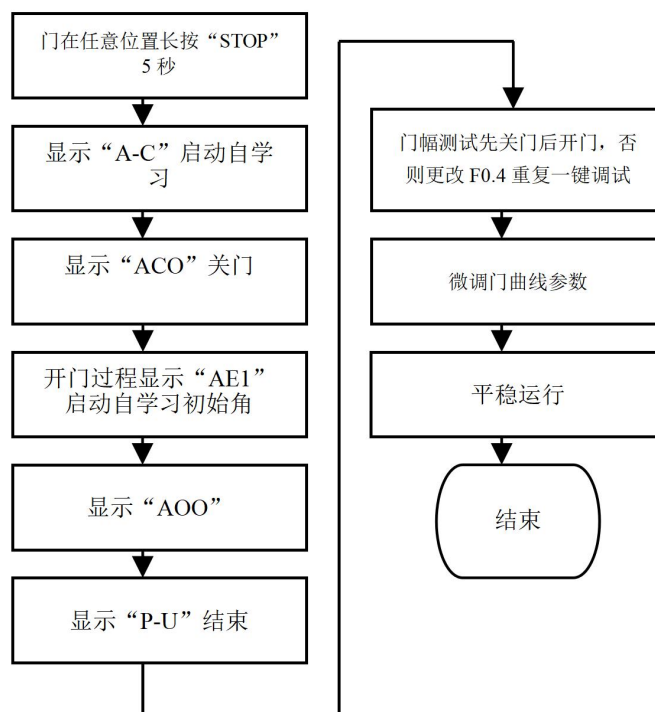 门在任意位置长按“STOP”
5 秒
显示“A-C”启动自学
习
显示“ACO”关门
开门过程显示“AE1”
启动自学习初始角
显示“AOO”
显示“P-U”结束
门幅测试先关门后开门，否
则更改 F0.4 重复一键调试
微调门曲线参数
平稳运行
结束